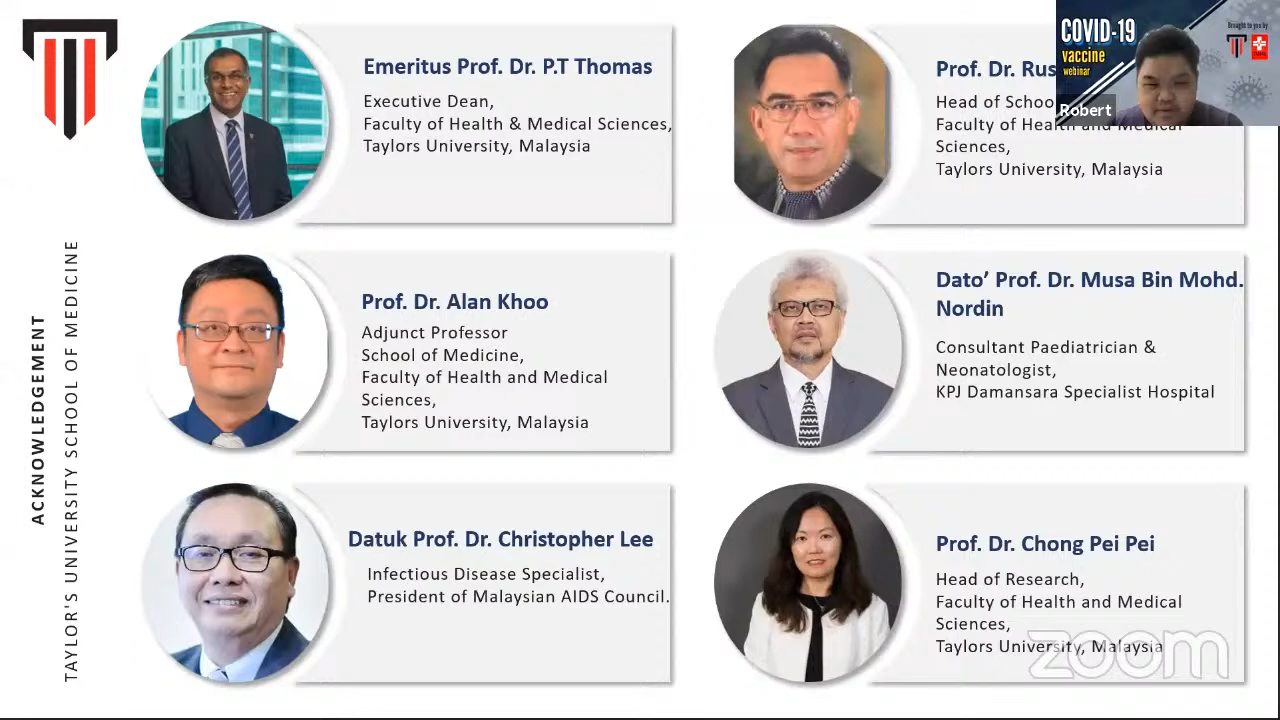 ACKNOWLEDGEMENT
TAYLOR'S UNIVERSITY SCHOOL OF MEDICINE
Emeritus Prof. Dr. P.T Thomas
Executive Dean,
Faculty of Health & Medical Sciences,
Taylors University, Malaysia
Prof. Dr. Rus
Head of Schoo
Faculty of Health and Medical
Sciences,
Taylors University, Malaysia
COVID-19
vaccine
webinar
Brought to you by
Robert
Prof. Dr. Alan Khoo
Adjunct Professor
School of Medicine,
Faculty of Health and Medical
Sciences,
Taylors University, Malaysia
Dato’ Prof. Dr. Musa Bin Mohd.
Nordin
Consultant Paediatrician &
Neonatologist,
KPJ Damansara Specialist Hospital
Datuk Prof. Dr. Christopher Lee
Infectious Disease Specialist,
President of Malaysian AIDS Council.
Prof. Dr. Chong Pei Pei
Head of Research,
Faculty of Health and Medical
Sciences,
Taylors University, Malaysia
zoom